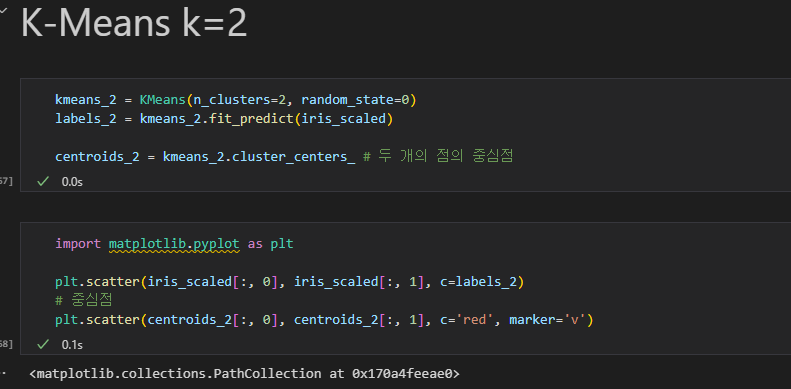 K-Means k=2
kmeans_2 = KMeans(n_clusters=2, random_state=0)
labels_2 = kmeans_2.fit_predict(iris_scaled)
centroids_2 = kmeans_2.cluster_centers_ # 두 개의 점의 중심점
57]
0.0s
import matplotlib.pyplot as plt
plt.scatter(iris_scaled[:, 0], iris_scaled[:, 1], c=labels_2)
# 중심점
plt.scatter(centroids_2[:, 0], centroids_2[:, 1], c='red', marker='v')
58]
0.1s
<matplotlib.collections.PathCollection at 0x170a4feeae0>